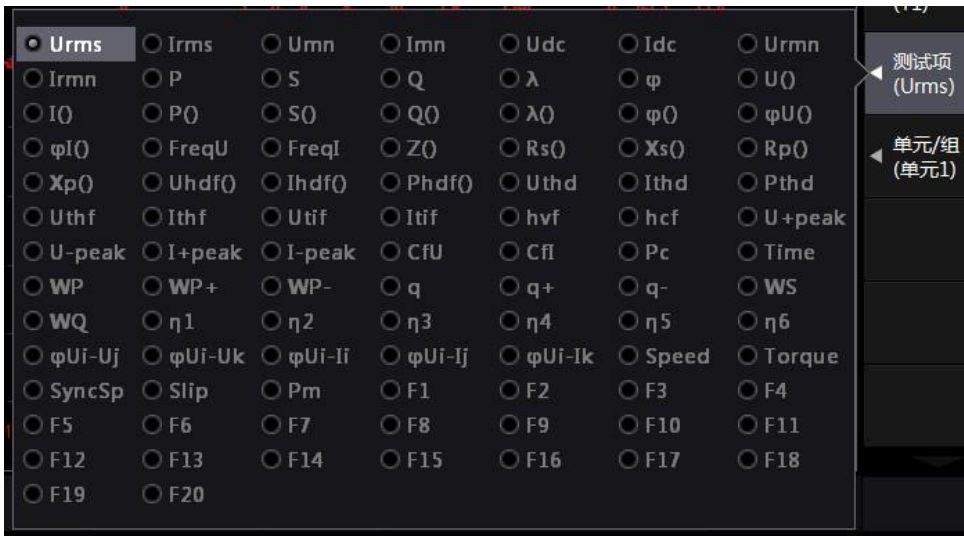 Urms Irms Umn Imn Udc Idc Urmn
Irmn P S Q λ φ U()
I() P() S() Q() λ() φ() φU()
φI() FreqU FreqI Z() Rs() Xs() Rp()
Xp() Uhdf() Ihdf() Phdf() Uthd Ithd Pthd
Uthf Ithf Utif Itif hvf hcf U+peak
U-peak I+peak I-peak CfU CfI Pc Time
WP WP+ WP- q q+ q- WS
WQ η1 η2 η3 η4 η5 η6
φUi-Uj φUi-Uk φUi-Ii φUi-Ij φUi-Ik Speed Torque
SyncSp Slip Pm F1 F2 F3 F4
F5 F6 F7 F8 F9 F10 F11
F12 F13 F14 F15 F16 F17 F18
F19 F20
测试项
(Urms)
单元/组
(单元1)